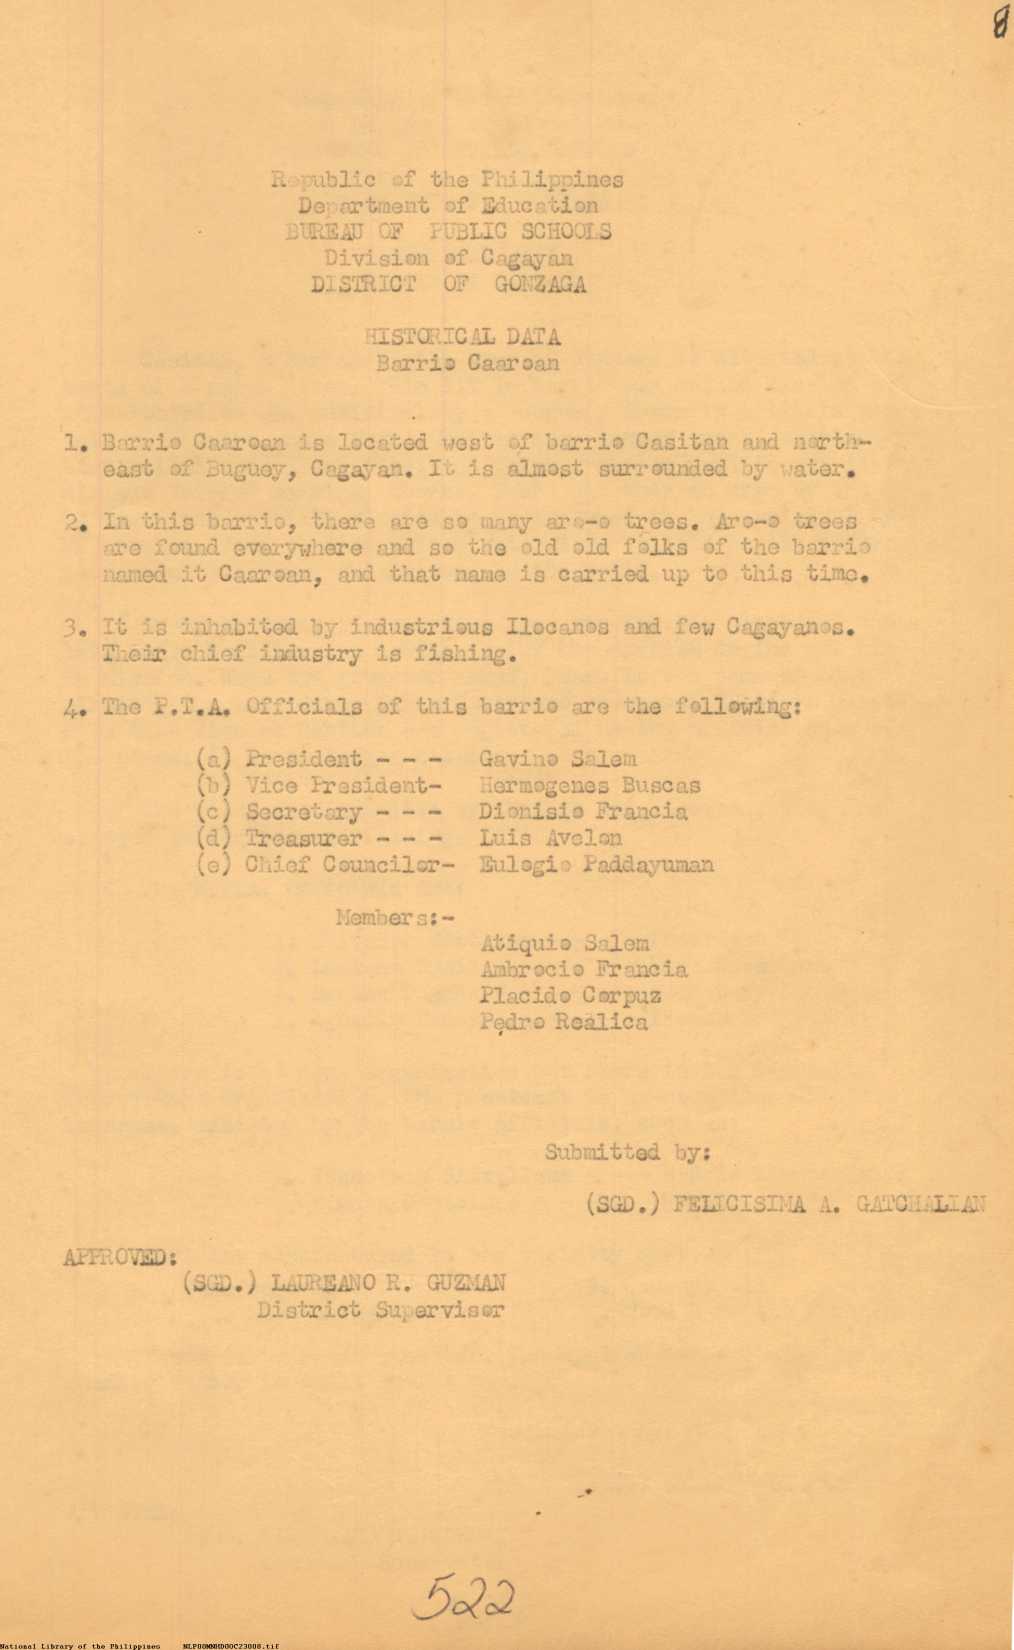 8
Republic of the Philippines
Department of Education
BUREAU OF PUBLIC SCHOOLS
Division of Cagayan
DISTRICT OF GONZAGA
HISTORICAL DATA
Barrio Caaroan
1. Barrio Caaroan is located west of barrio Casitan and north-
east of Buguey, Cagayan. It is almost surrounded by water.
2. In this barrio, there are so many aro-o trees. Aro-o trees
are found everywhere and so the old old folks of the barrio
named it Caaroan, and that name is carried up to this time.
3. It is inhabited by industrious Ilocanos and few Cagayanos.
Their chief industry is fishing.
4. The P.T.A. Officials of this barrio are the following:
(a) President - - - Gavino Salem
(b) Vice President- Hermogenes Buscas
(c) Secretary - - - Dionisio Francia
(d) Treasurer - - - Luis Avelon
(e) Chief Councilor- Eulogio Paddayuman
Members:-
Atiquio Salem
Ambrocio Francia
Placido Corpuz
Pedro Realica
Submitted by:
(SGD.) FELICISIMA A. GATCHALIAN
APPROVED:
(SGD.) LAUREANO R. GUZMAN
District Supervisor
522
National Library of the Philippines NLP00MNHD00C23008.tif